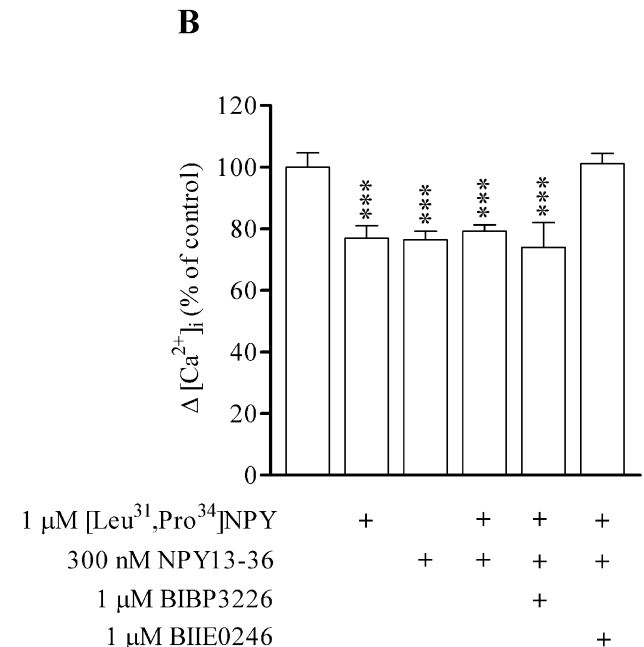 B
120
100
80
60
40
20
0
Δ [Ca²⁺]ᵢ (% of control)
***
***
***
***
1 μM [Leu³¹,Pro³⁴]NPY + + + +
300 nM NPY13-36 + + + +
1 μM BIBP3226 +
1 μM BIIE0246 +